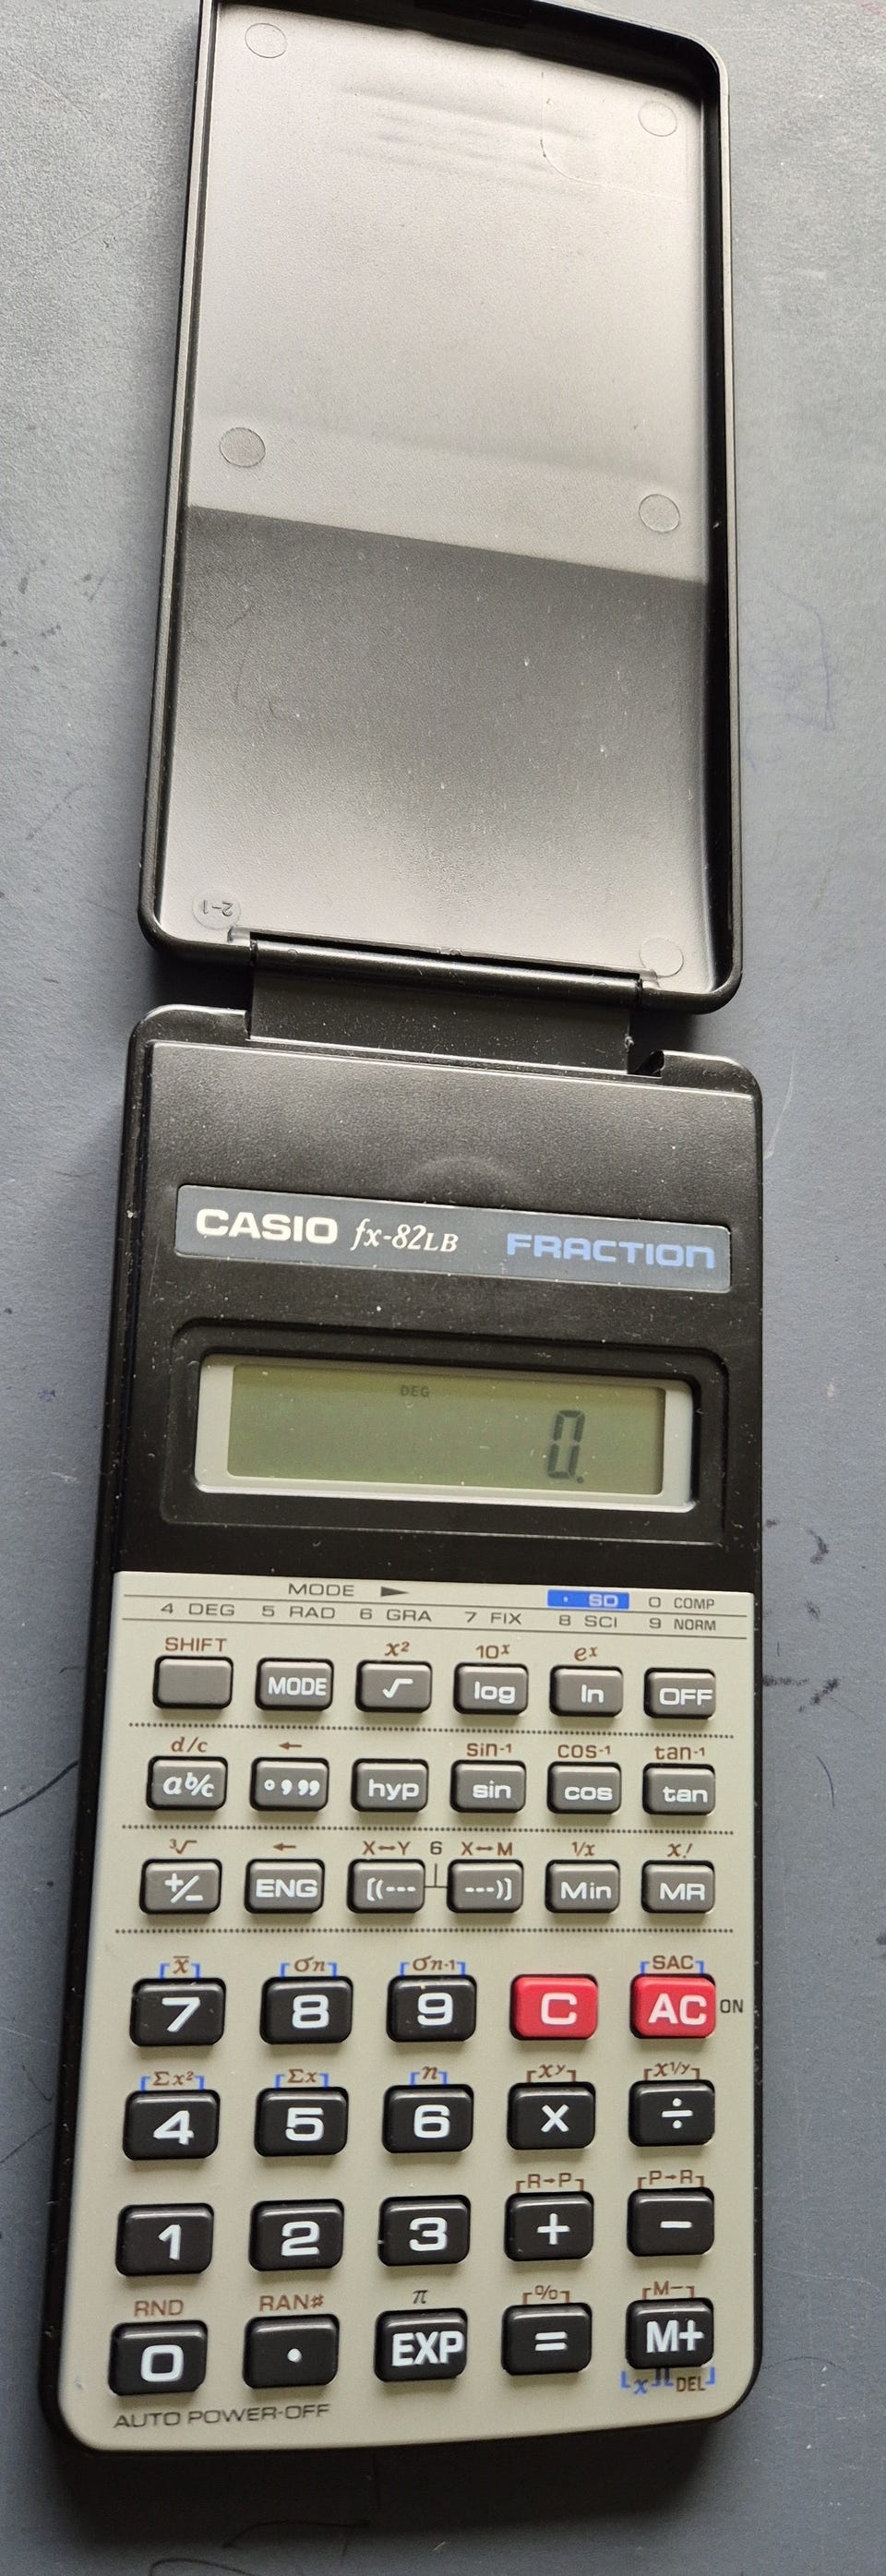 2-1
CASIO fx-82LB FRACTION
DEG
0.
MODE ► · SD 0 COMP
4 DEG 5 RAD 6 GRA 7 FIX 8 SCI 9 NORM
SHIFT x² 10ˣ eˣ
MODE √ log ln OFF
d/c ← sin-1 cos-1 tan-1
a b/c ° ’ ” hyp sin cos tan
³√ ← X↔Y 6 X↔M 1/x x!
+/− ENG [(--- ---)] Min MR
x̄ σn σn-1 SAC
7 8 9 C AC ON
Σx² Σx n xʸ x1/y
4 5 6 × ÷
R→P P→R
1 2 3 + −
RND RAN# π % M−
0 . EXP = M+
x DEL
AUTO POWER-OFF